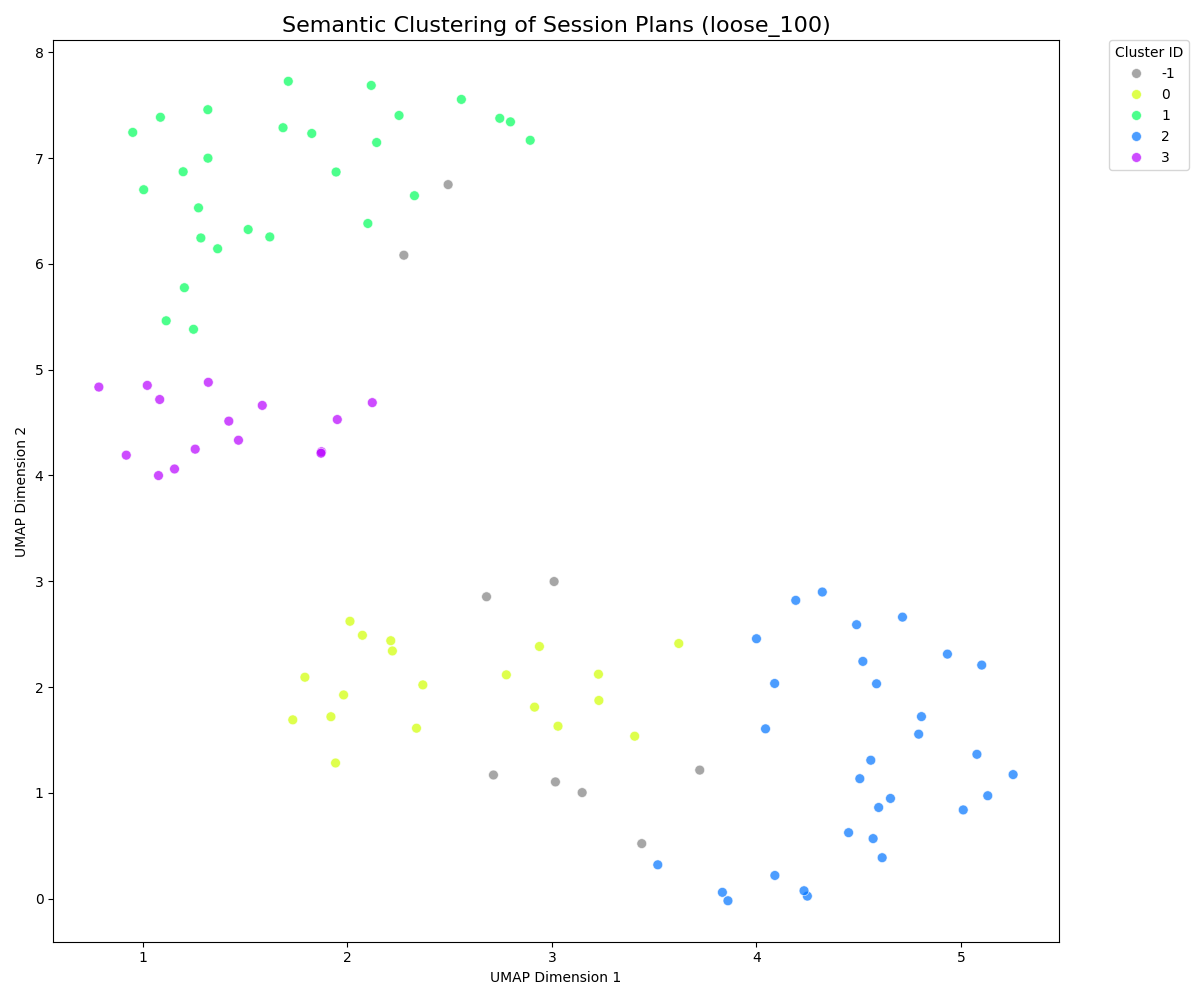 Semantic Clustering of Session Plans (loose_100)
Cluster ID
-1
0
1
2
3
8
7
6
5
4
3
2
1
0
UMAP Dimension 2
1 2 3 4 5
UMAP Dimension 1